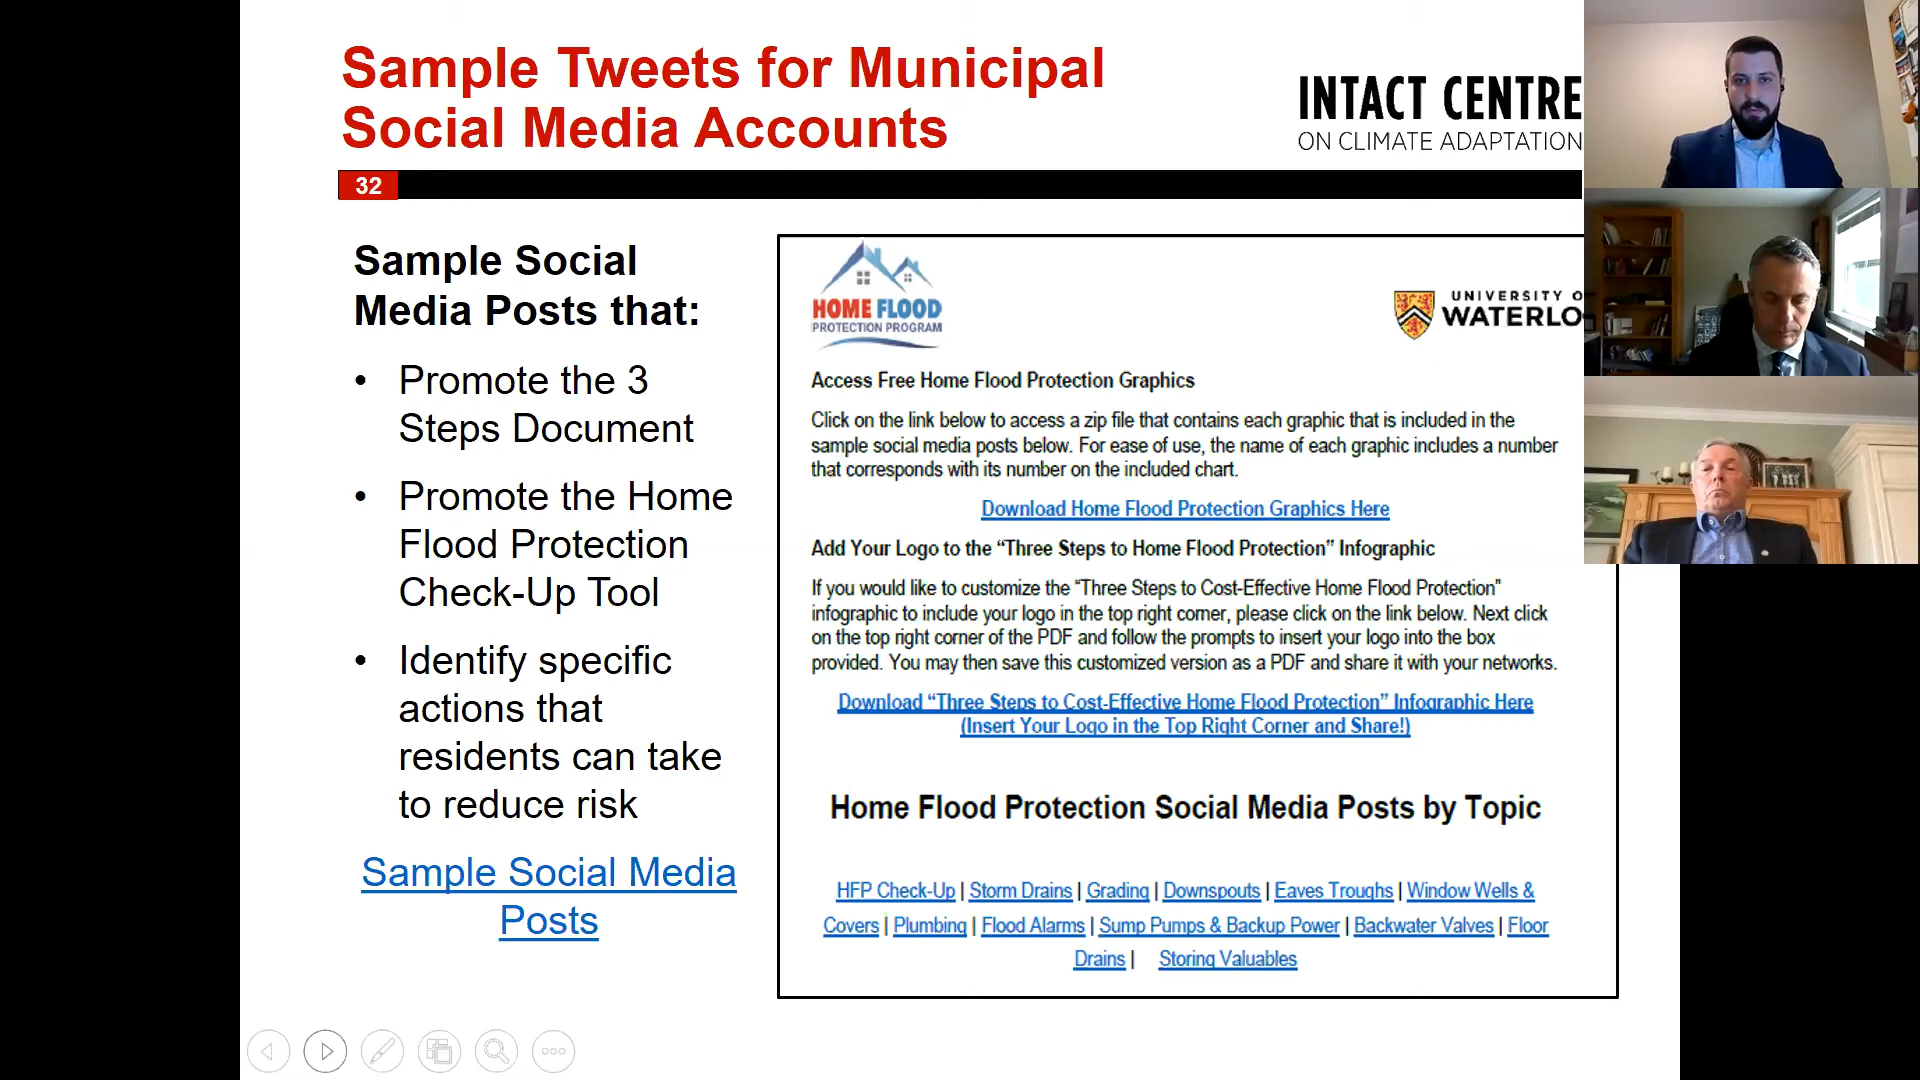 Sample Tweets for Municipal
Social Media Accounts
INTACT CENTRE
ON CLIMATE ADAPTATION
32
Sample Social
Media Posts that:
• Promote the 3
Steps Document
• Promote the Home
Flood Protection
Check-Up Tool
• Identify specific
actions that
residents can take
to reduce risk
Sample Social Media
Posts
HOME FLOOD
PROTECTION PROGRAM
UNIVERSITY O
WATERLO
Access Free Home Flood Protection Graphics
Click on the link below to access a zip file that contains each graphic that is included in the
sample social media posts below. For ease of use, the name of each graphic includes a number
that corresponds with its number on the included chart.
Download Home Flood Protection Graphics Here
Add Your Logo to the “Three Steps to Home Flood Protection” Infographic
If you would like to customize the “Three Steps to Cost-Effective Home Flood Protection”
infographic to include your logo in the top right corner, please click on the link below. Next click
on the top right corner of the PDF and follow the prompts to insert your logo into the box
provided. You may then save this customized version as a PDF and share it with your networks.
Download “Three Steps to Cost-Effective Home Flood Protection” Infographic Here
(Insert Your Logo in the Top Right Corner and Share!)
Home Flood Protection Social Media Posts by Topic
HFP Check-Up | Storm Drains | Grading | Downspouts | Eaves Troughs | Window Wells &
Covers | Plumbing | Flood Alarms | Sump Pumps & Backup Power | Backwater Valves | Floor
Drains | Storing Valuables